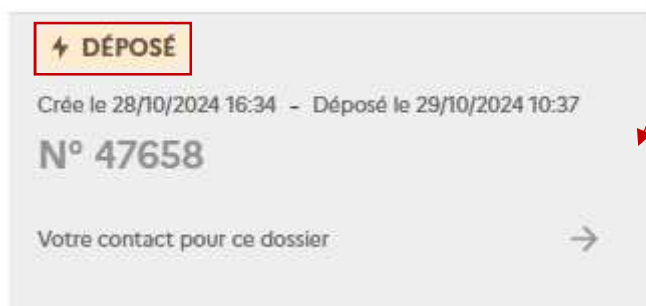 DÉPOSÉ
Crée le 28/10/2024 16:34 - Déposé le 29/10/2024 10:37
N° 47658
Votre contact pour ce dossier